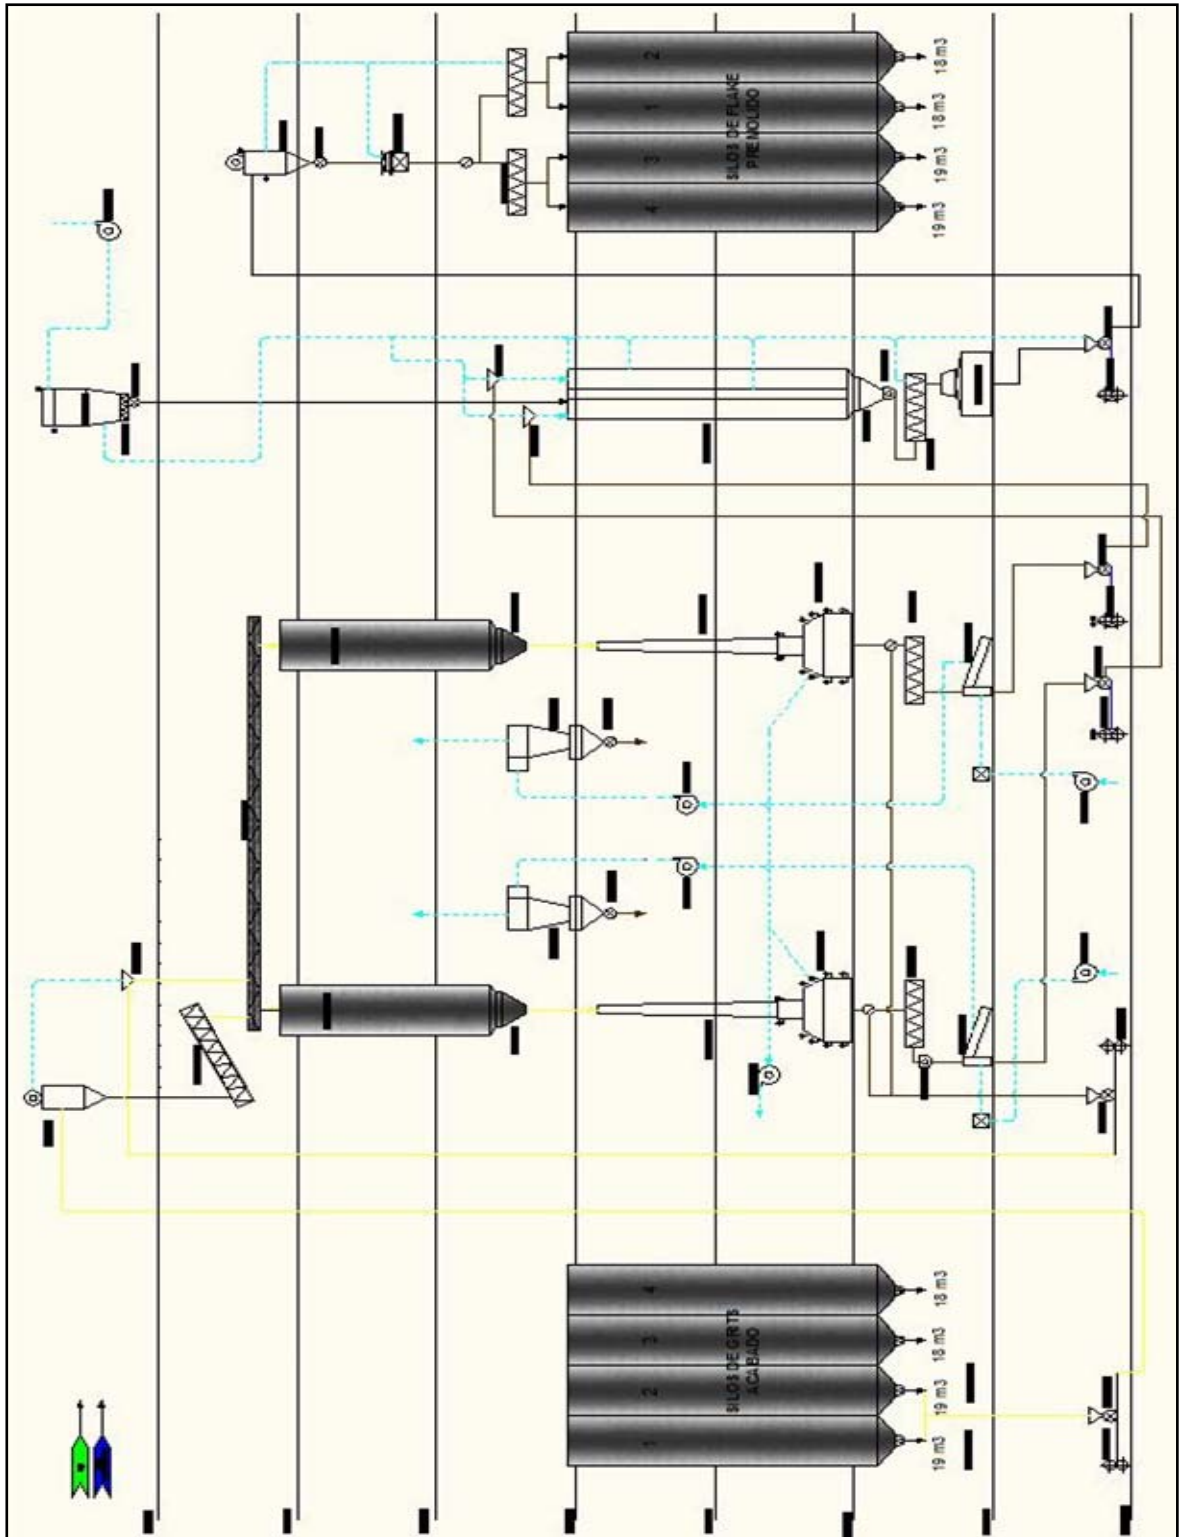 SILOS DE FLAKE
PREMOLIDO
2
1
3
4
18 m3
18 m3
19 m3
19 m3
SILOS DE GRITS
ACABADO
4
3
2
1
18 m3
18 m3
19 m3
19 m3